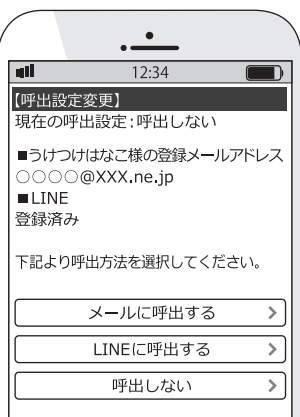 12:34
【呼出設定変更】
現在の呼出設定:呼出しない
■うけつけはなこ様の登録メールアドレス
○○○○@XXX.ne.jp
■LINE
登録済み
下記より呼出方法を選択してください。
メールに呼出する
LINEに呼出する
呼出しない